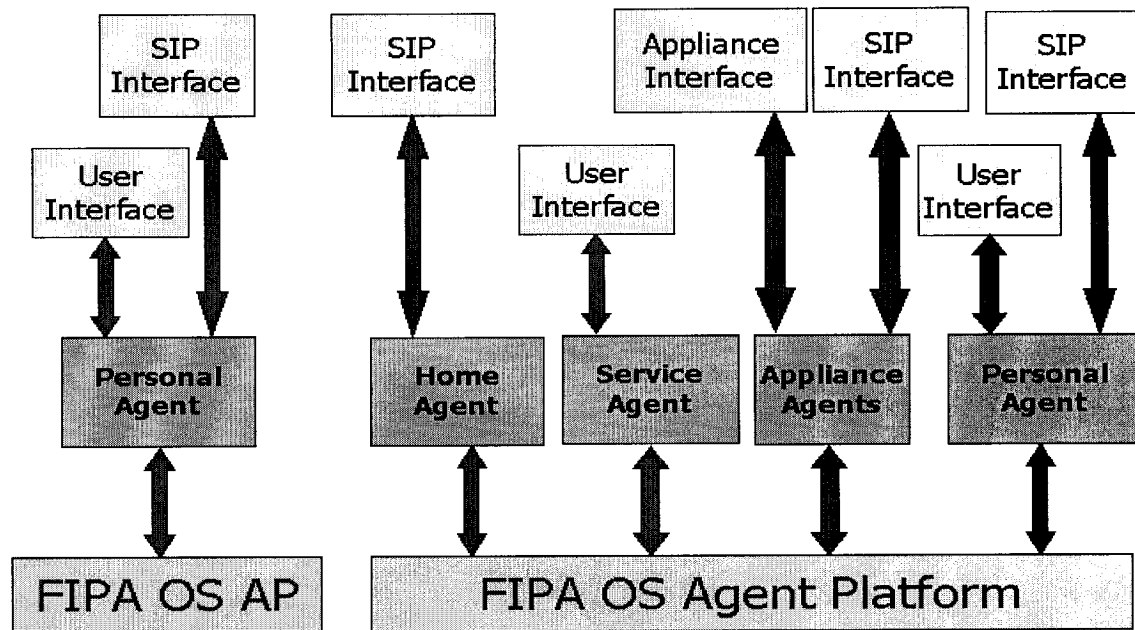 SIP
Interface
SIP
Interface
Appliance
Interface
SIP
Interface
SIP
Interface
User
Interface
User
Interface
User
Interface
Personal
Agent
Home
Agent
Service
Agent
Appliance
Agents
Personal
Agent
FIPA OS AP
FIPA OS Agent Platform